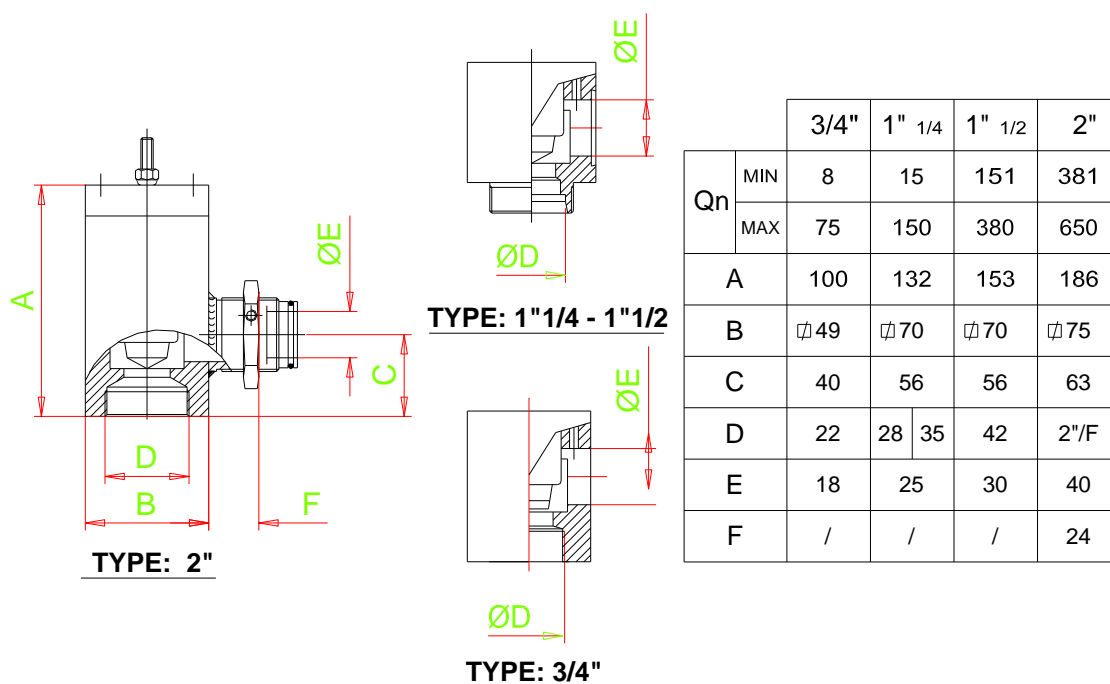 A
ØE
C
D
B
F
TYPE: 2"
ØE
ØD
TYPE: 1"1/4 - 1"1/2
ØE
ØD
TYPE: 3/4"
3/4" 1" 1/4 1" 1/2 2"
Qn MIN 8 15 151 381
MAX 75 150 380 650
A 100 132 153 186
B □49 □70 □70 □75
C 40 56 56 63
D 22 28 35 42 2"/F
E 18 25 30 40
F / / / 24